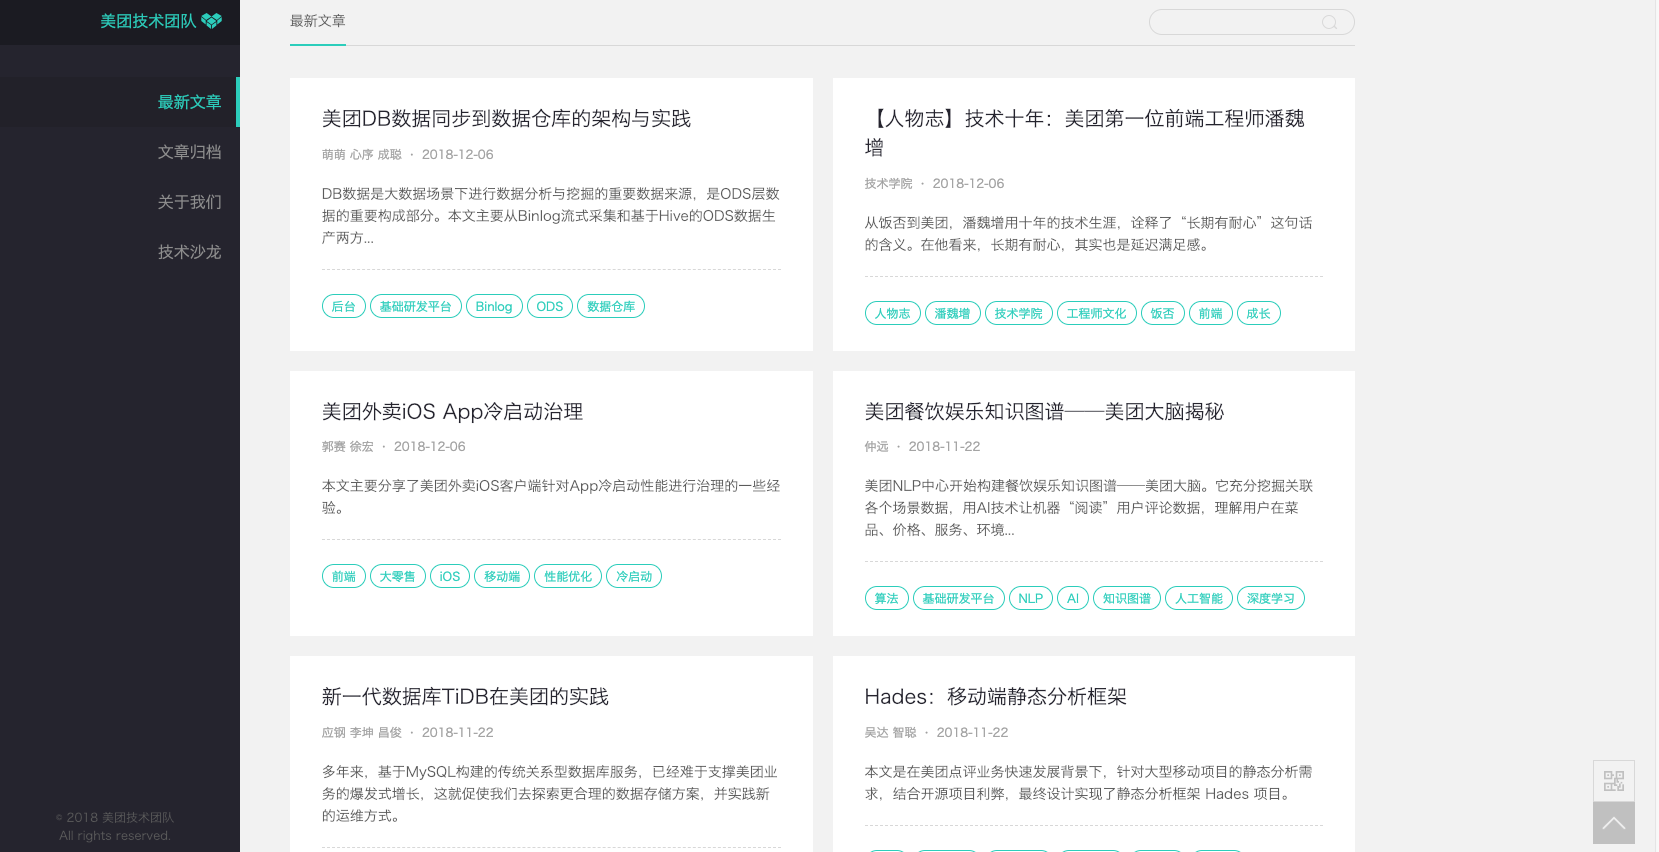 美团技术团队
最新文章
文章归档
关于我们
技术沙龙
© 2018 美团技术团队
All rights reserved.
最新文章
美团DB数据同步到数据仓库的架构与实践
萌萌 心序 成聪 · 2018-12-06
DB数据是大数据场景下进行数据分析与挖掘的重要数据来源，是ODS层数
据的重要构成部分。本文主要从Binlog流式采集和基于Hive的ODS数据生
产两方...
后台 基础研发平台 Binlog ODS 数据仓库
【人物志】技术十年：美团第一位前端工程师潘魏
增
技术学院 · 2018-12-06
从饭否到美团，潘魏增用十年的技术生涯，诠释了“长期有耐心”这句话
的含义。在他看来，长期有耐心，其实也是延迟满足感。
人物志 潘魏增 技术学院 工程师文化 饭否 前端 成长
美团外卖iOS App冷启动治理
郭赛 徐宏 · 2018-12-06
本文主要分享了美团外卖iOS客户端针对App冷启动性能进行治理的一些经
验。
前端 大零售 iOS 移动端 性能优化 冷启动
美团餐饮娱乐知识图谱——美团大脑揭秘
仲远 · 2018-11-22
美团NLP中心开始构建餐饮娱乐知识图谱——美团大脑。它充分挖掘关联
各个场景数据，用AI技术让机器“阅读”用户评论数据，理解用户在菜
品、价格、服务、环境...
算法 基础研发平台 NLP AI 知识图谱 人工智能 深度学习
新一代数据库TiDB在美团的实践
应钢 李坤 昌俊 · 2018-11-22
多年来，基于MySQL构建的传统关系型数据库服务，已经难于支撑美团业
务的爆发式增长，这就促使我们去探索更合理的数据存储方案，并实践新
的运维方式。
Hades：移动端静态分析框架
吴达 智聪 · 2018-11-22
本文是在美团点评业务快速发展背景下，针对大型移动项目的静态分析需
求，结合开源项目利弊，最终设计实现了静态分析框架 Hades 项目。